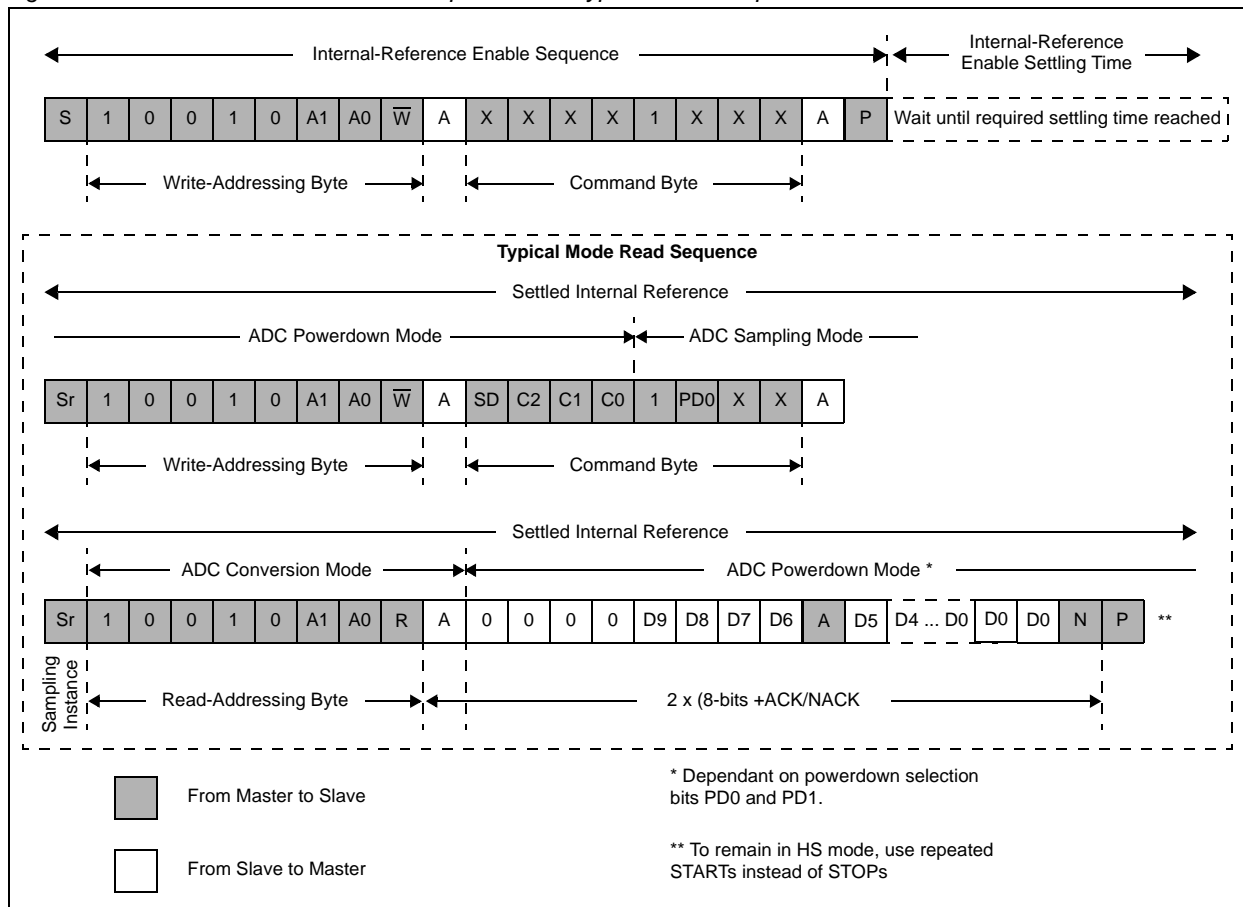 Internal-Reference Enable Sequence
Internal-Reference
Enable Settling Time
S 1 0 0 1 0 A1 A0 W̅ A X X X X 1 X X X A P Wait until required settling time reached
Write-Addressing Byte Command Byte
Typical Mode Read Sequence
Settled Internal Reference
ADC Powerdown Mode ADC Sampling Mode
Sr 1 0 0 1 0 A1 A0 W̅ A SD C2 C1 C0 1 PD0 X X A
Write-Addressing Byte Command Byte
Settled Internal Reference
ADC Conversion Mode ADC Powerdown Mode *
Sr 1 0 0 1 0 A1 A0 R A 0 0 0 0 D9 D8 D7 D6 A D5 D4 ... D0 D0 D0 N P **
Sampling
Instance
Read-Addressing Byte 2 x (8-bits +ACK/NACK
From Master to Slave
* Dependant on powerdown selection
bits PD0 and PD1.
From Slave to Master
** To remain in HS mode, use repeated
STARTs instead of STOPs